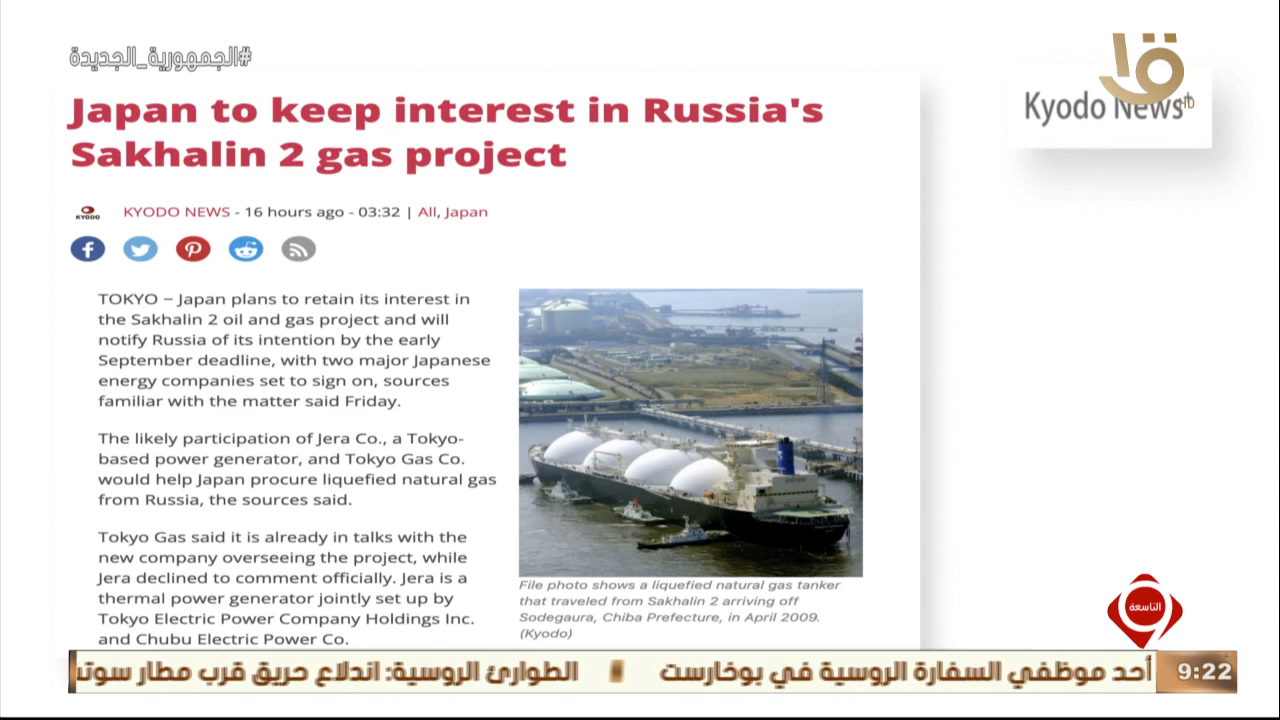 #الجمهورية_الجديدة
Japan to keep interest in Russia's
Sakhalin 2 gas project
Kyodo News+
HD
KYODO
KYODO NEWS - 16 hours ago - 03:32 | All, Japan
TOKYO – Japan plans to retain its interest in
the Sakhalin 2 oil and gas project and will
notify Russia of its intention by the early
September deadline, with two major Japanese
energy companies set to sign on, sources
familiar with the matter said Friday.
The likely participation of Jera Co., a Tokyo-
based power generator, and Tokyo Gas Co.
would help Japan procure liquefied natural gas
from Russia, the sources said.
Tokyo Gas said it is already in talks with the
new company overseeing the project, while
Jera declined to comment officially. Jera is a
thermal power generator jointly set up by
Tokyo Electric Power Company Holdings Inc.
and Chubu Electric Power Co.
File photo shows a liquefied natural gas tanker
that traveled from Sakhalin 2 arriving off
Sodegaura, Chiba Prefecture, in April 2009.
(Kyodo)
التاسعة
9:22
أحد موظفي السفارة الروسية في بوخارست
الطوارئ الروسية: اندلاع حريق قرب مطار